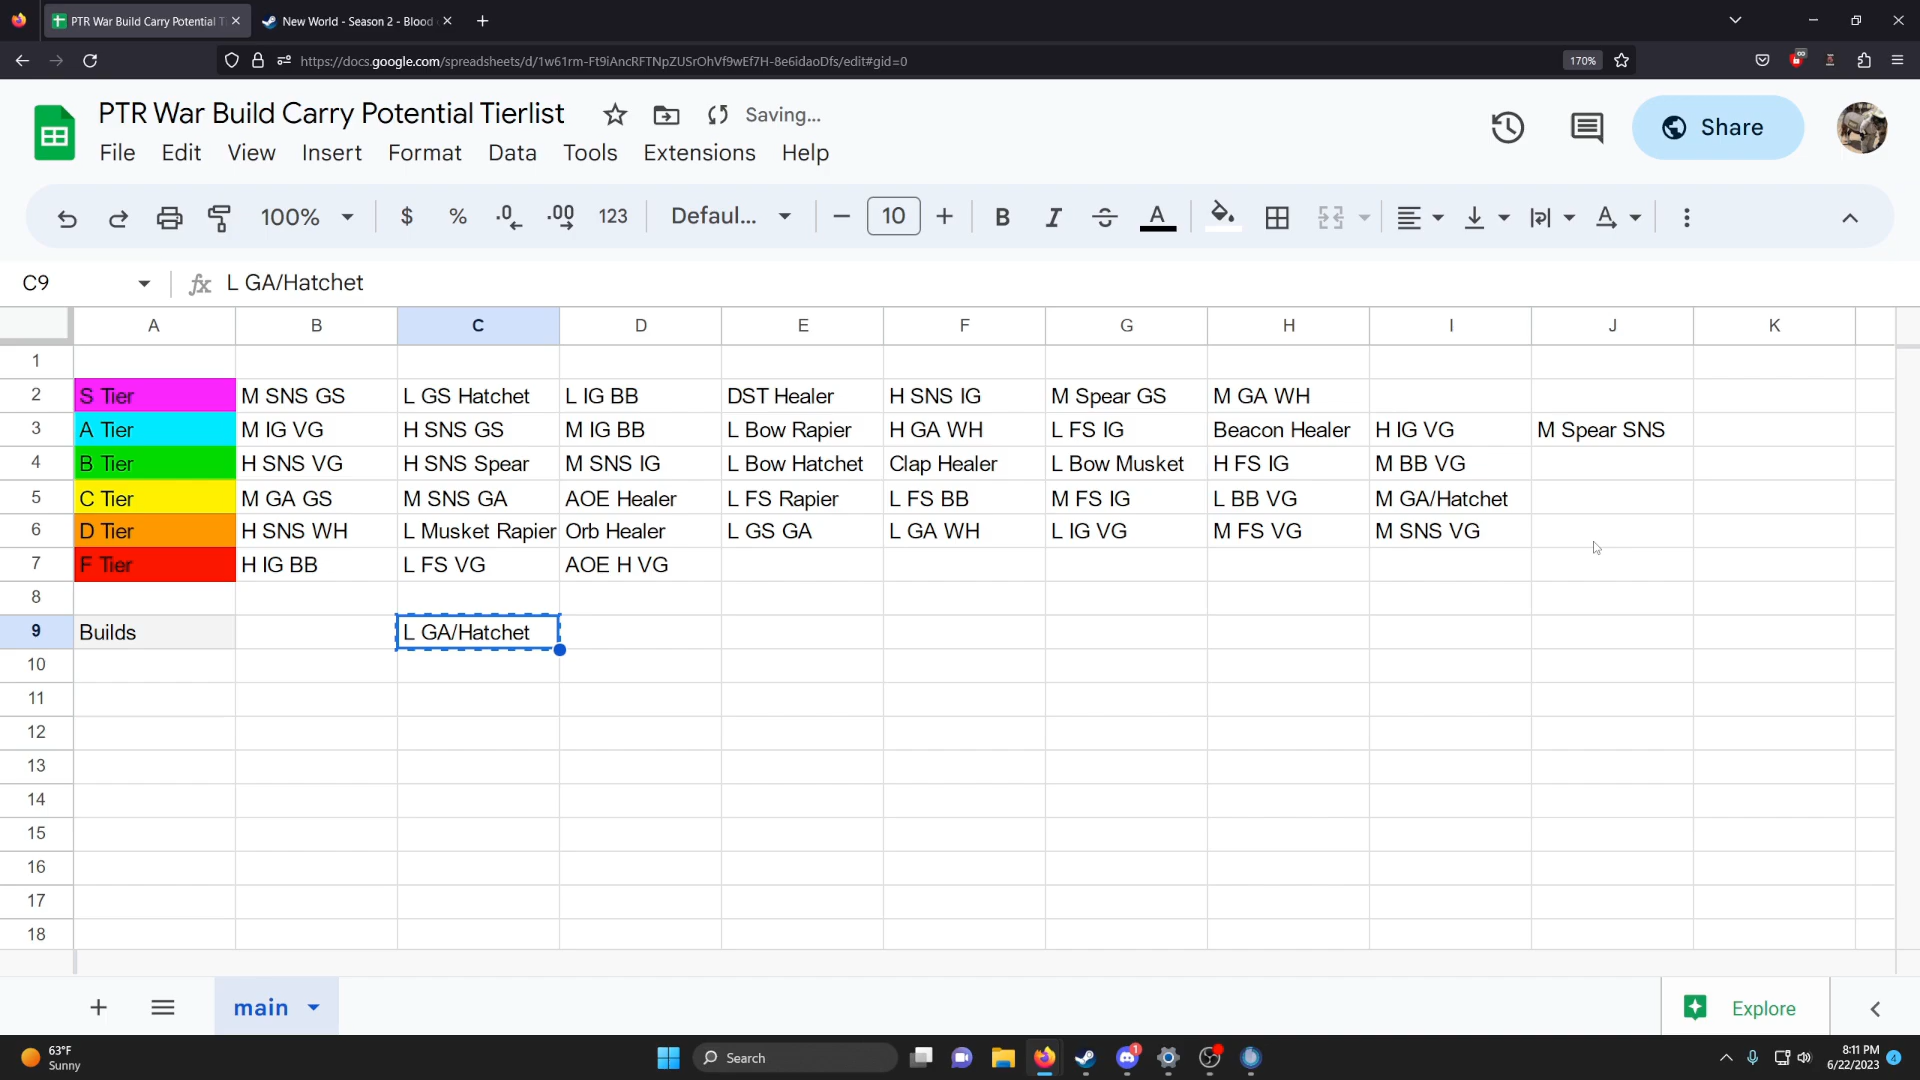 PTR War Build Carry Potential T
New World - Season 2 - Blood
https://docs.google.com/spreadsheets/d/1w61rm-Ft9iAncRFTNpZUSrOhVf9wEf7H-8e6idaoDfs/edit#gid=0
170%
PTR War Build Carry Potential Tierlist
Saving...
Share
File Edit View Insert Format Data Tools Extensions Help
100% $ % .0 .00 123 Defaul... 10 B I A
C9 fx L GA/Hatchet
A B C D E F G H I J K
1
2 S Tier M SNS GS L GS Hatchet L IG BB DST Healer H SNS IG M Spear GS M GA WH
3 A Tier M IG VG H SNS GS M IG BB L Bow Rapier H GA WH L FS IG Beacon Healer H IG VG M Spear SNS
4 B Tier H SNS VG H SNS Spear M SNS IG L Bow Hatchet Clap Healer L Bow Musket H FS IG M BB VG
5 C Tier M GA GS M SNS GA AOE Healer L FS Rapier L FS BB M FS IG L BB VG M GA/Hatchet
6 D Tier H SNS WH L Musket Rapier Orb Healer L GS GA L GA WH L IG VG M FS VG M SNS VG
7 F Tier H IG BB L FS VG AOE H VG
8
9 Builds L GA/Hatchet
10
11
12
13
14
15
16
17
18
main
Explore
63°F
Sunny
Search
1
8:11 PM
6/22/2023
4